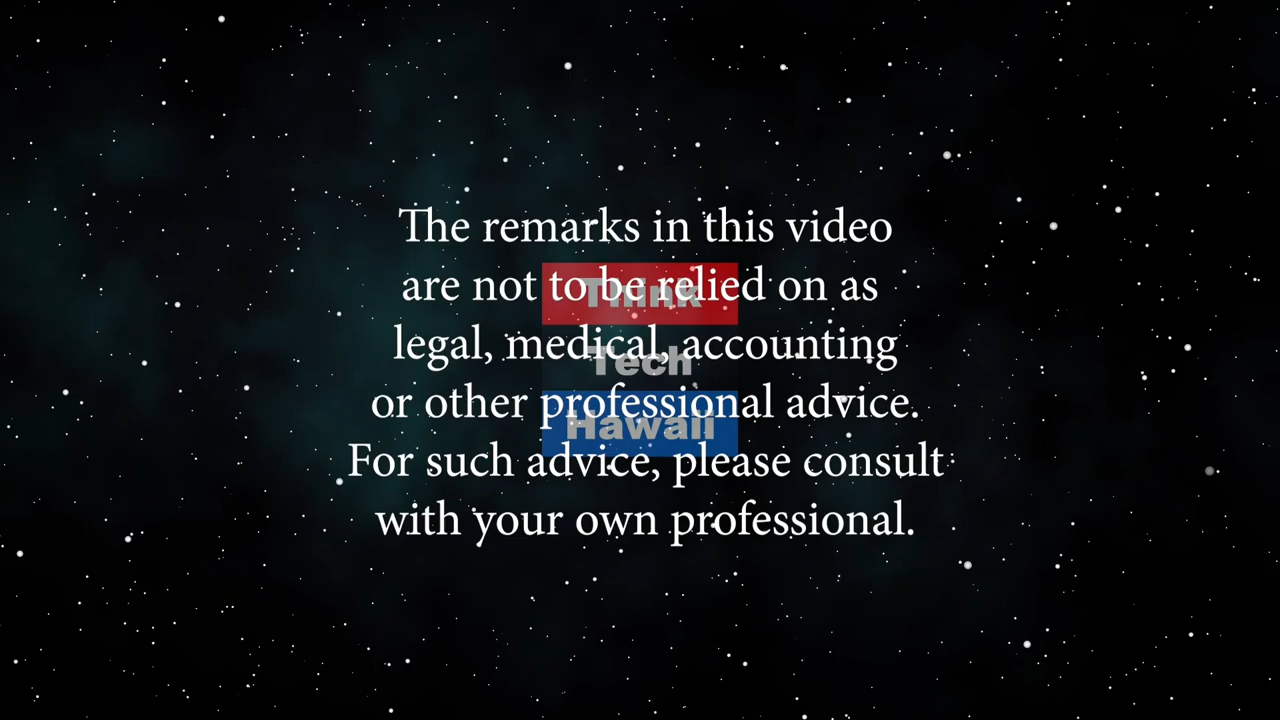 The remarks in this video
are not to be relied on as
legal, medical, accounting
or other professional advice.
For such advice, please consult
with your own professional.
Think
Tech
Hawaii